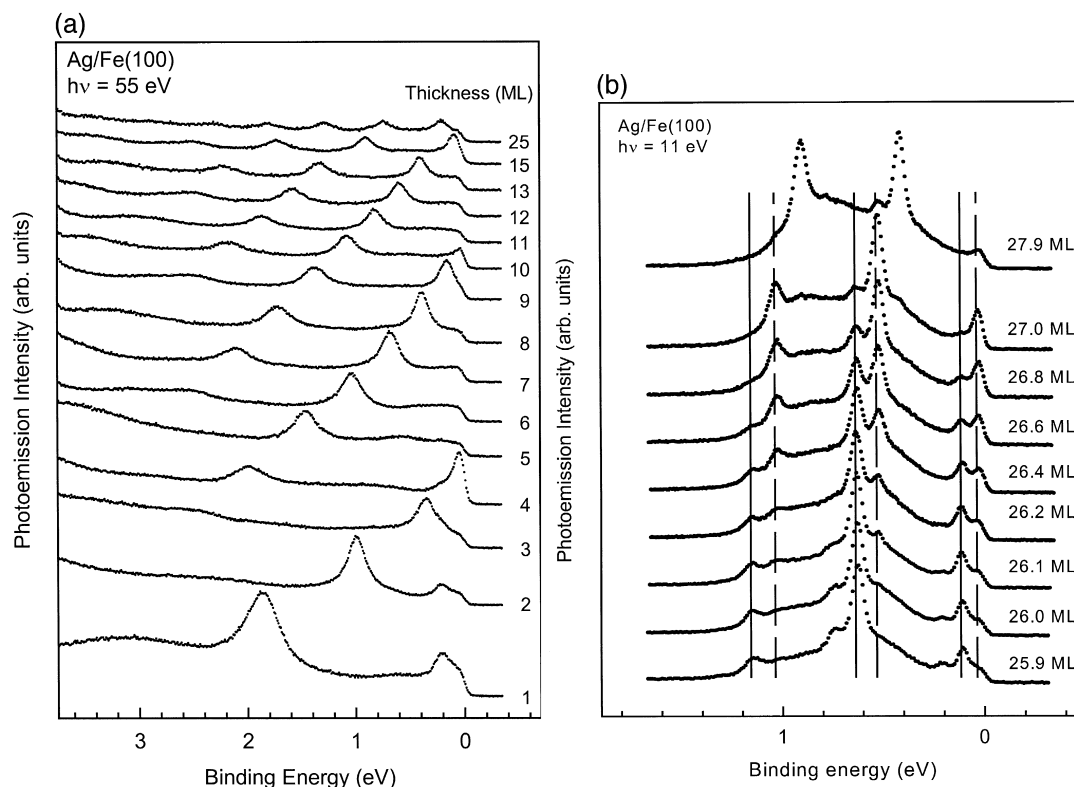 (a)
Ag/Fe(100)
hν = 55 eV
Thickness (ML)
25
15
13
12
11
10
9
8
7
6
5
4
3
2
1
Photoemission Intensity (arb. units)
3 2 1 0
Binding Energy (eV)
(b)
Ag/Fe(100)
hν = 11 eV
27.9 ML
27.0 ML
26.8 ML
26.6 ML
26.4 ML
26.2 ML
26.1 ML
26.0 ML
25.9 ML
Photoemission Intensity (arb. units)
1 0
Binding energy (eV)